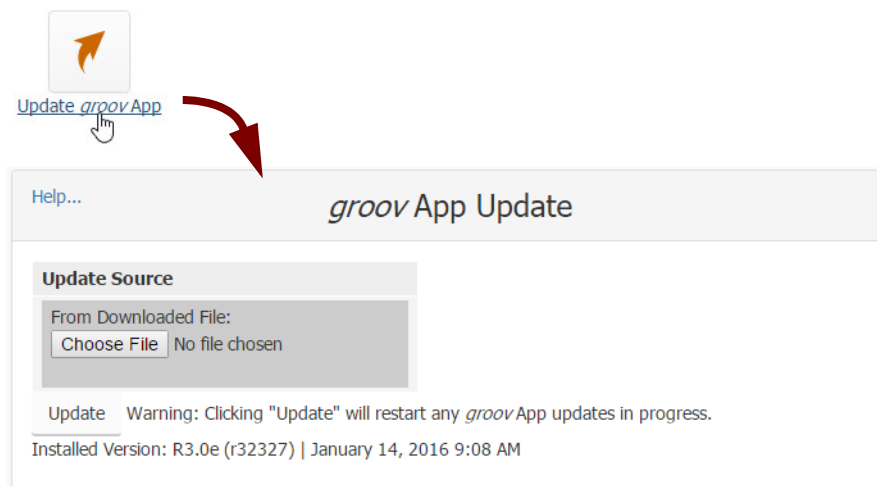 Update groov App
Help...
groov App Update
Update Source
From Downloaded File:
Choose File No file chosen
Update Warning: Clicking "Update" will restart any groov App updates in progress.
Installed Version: R3.0e (r32327) | January 14, 2016 9:08 AM